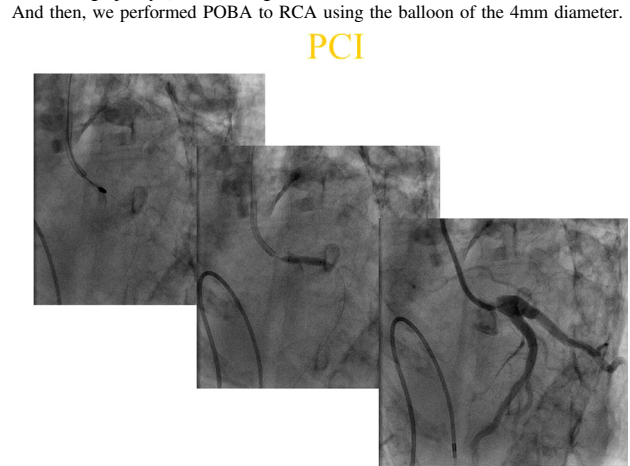 And then, we performed POBA to RCA using the balloon of the 4mm diameter.
PCI